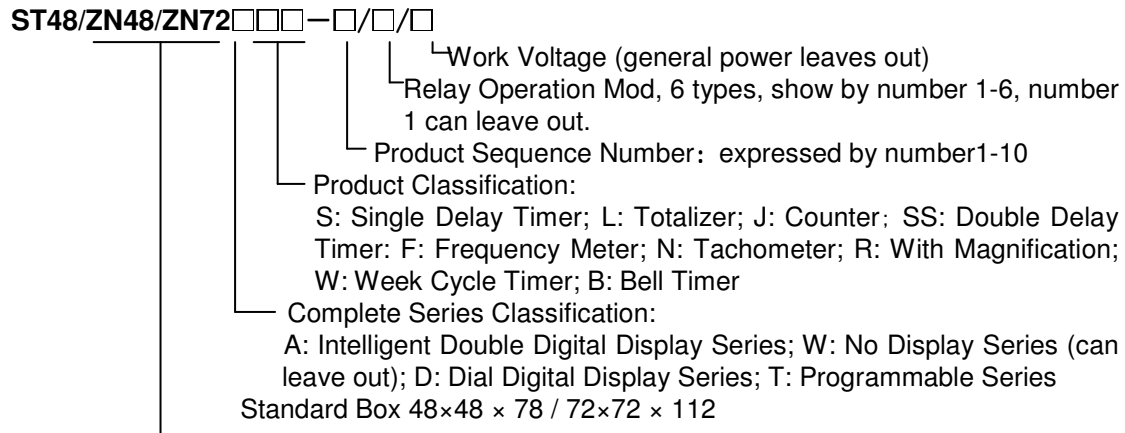 ST48/ZN48/ZN72□□□－□/□/□
Work Voltage (general power leaves out)
Relay Operation Mod, 6 types, show by number 1-6, number
1 can leave out.
Product Sequence Number：expressed by number1-10
Product Classification:
S: Single Delay Timer; L: Totalizer; J: Counter；SS: Double Delay
Timer: F: Frequency Meter; N: Tachometer; R: With Magnification;
W: Week Cycle Timer; B: Bell Timer
Complete Series Classification:
A: Intelligent Double Digital Display Series; W: No Display Series (can
leave out); D: Dial Digital Display Series; T: Programmable Series
Standard Box 48×48 × 78 / 72×72 × 112